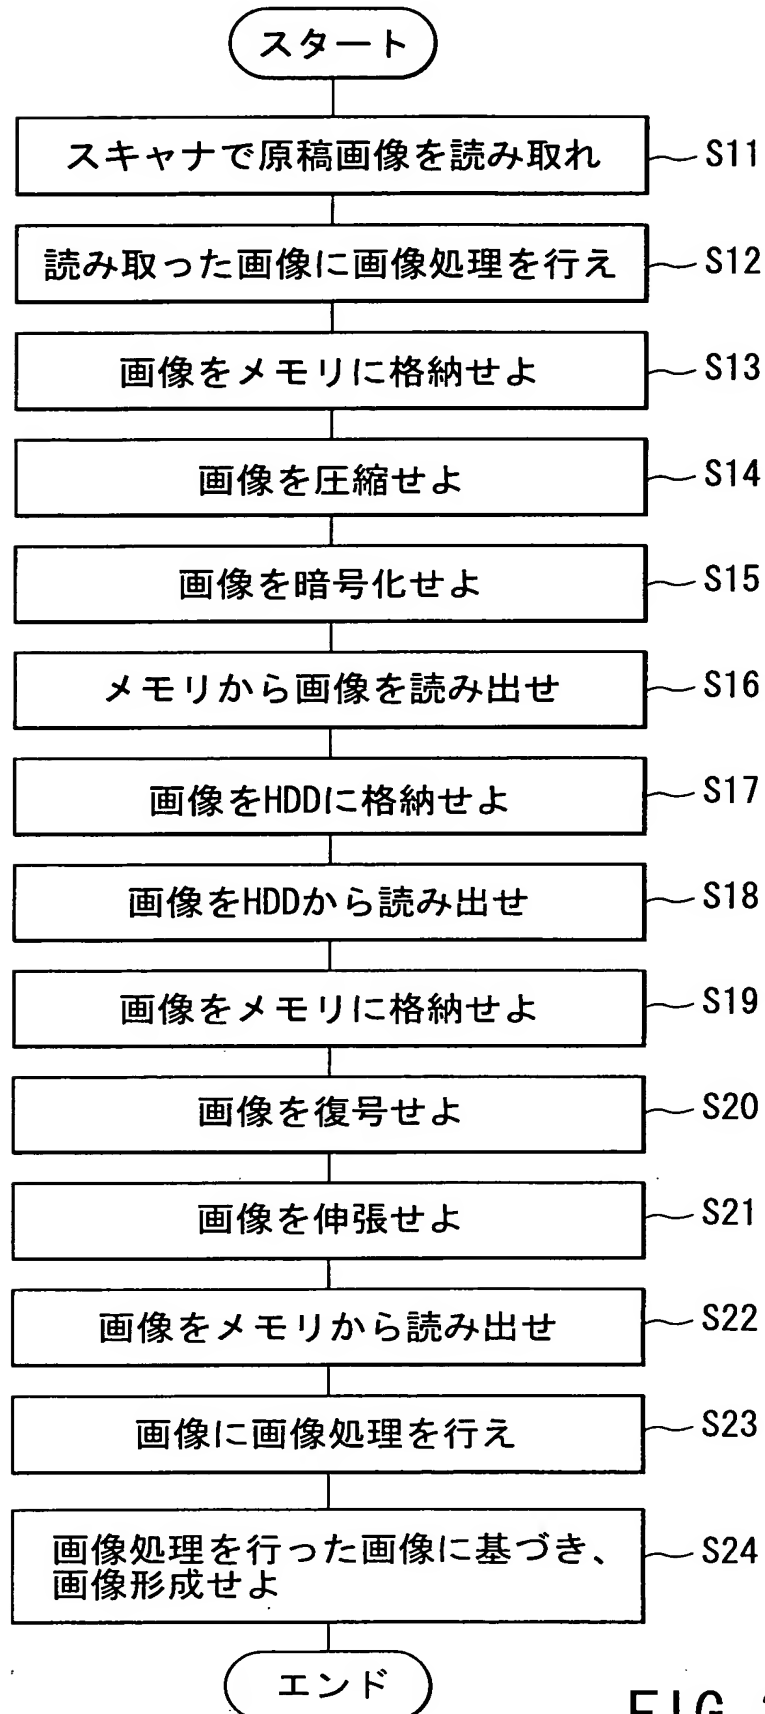 スタート
スキャナで原稿画像を読み取れ
S11
読み取った画像に画像処理を行え
S12
画像をメモリに格納せよ
S13
画像を圧縮せよ
S14
画像を暗号化せよ
S15
メモリから画像を読み出せ
S16
画像をHDDに格納せよ
S17
画像をHDDから読み出せ
S18
画像をメモリに格納せよ
S19
画像を復号せよ
S20
画像を伸張せよ
S21
画像をメモリから読み出せ
S22
画像に画像処理を行え
S23
画像処理を行った画像に基づき、
画像形成せよ
S24
エンド
FIG